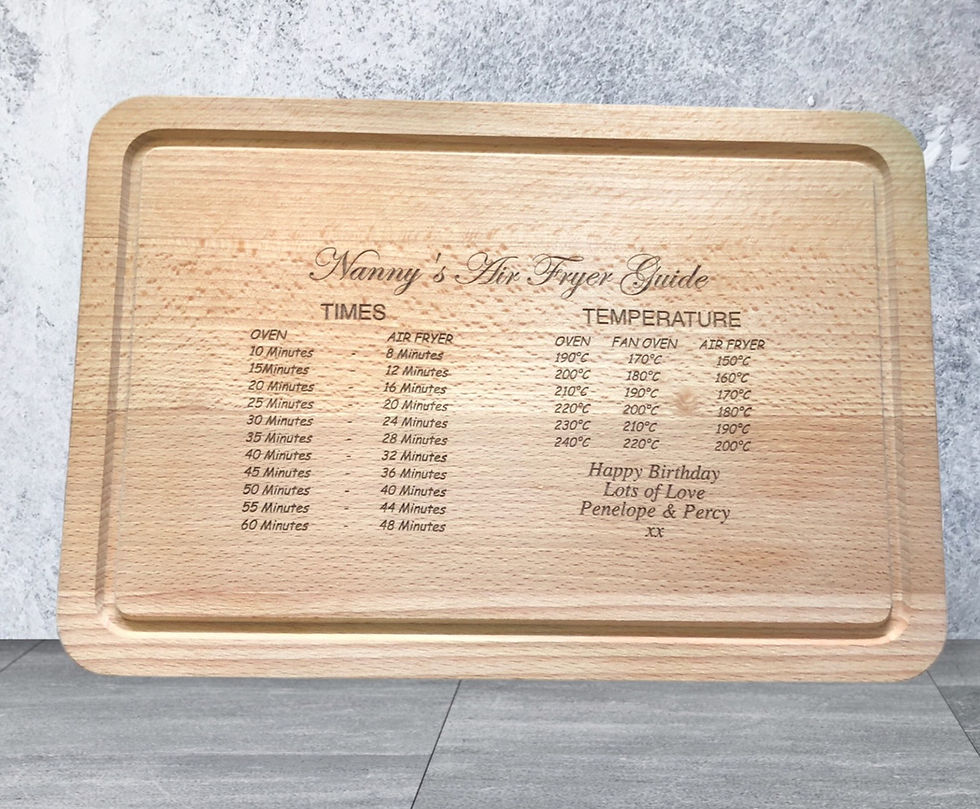 Nanny's Air Fryer Guide
TIMES
OVEN AIR FRYER
10 Minutes - 8 Minutes
15Minutes - 12 Minutes
20 Minutes - 16 Minutes
25 Minutes - 20 Minutes
30 Minutes - 24 Minutes
35 Minutes - 28 Minutes
40 Minutes - 32 Minutes
45 Minutes - 36 Minutes
50 Minutes - 40 Minutes
55 Minutes - 44 Minutes
60 Minutes - 48 Minutes
TEMPERATURE
OVEN FAN OVEN AIR FRYER
190°C 170°C 150°C
200°C 180°C 160°C
210°C 190°C 170°C
220°C 200°C 180°C
230°C 210°C 190°C
240°C 220°C 200°C
Happy Birthday
Lots of Love
Penelope & Percy
xx